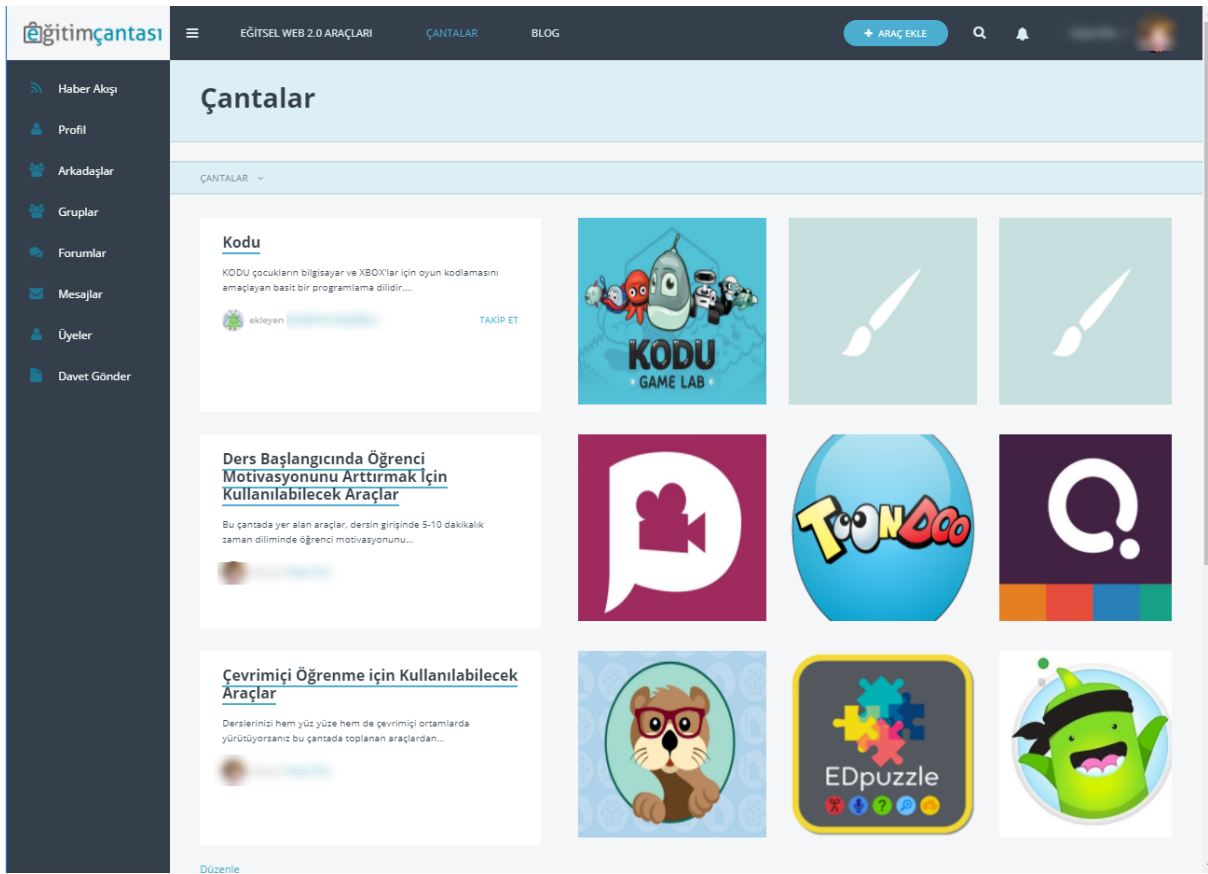 eğitimçantası
EĞİTSEL WEB 2.0 ARAÇLARI ÇANTALAR BLOG + ARAÇ EKLE
Haber Akışı
Profil
Arkadaşlar
Gruplar
Forumlar
Mesajlar
Üyeler
Davet Gönder
Çantalar
ÇANTALAR
Kodu
KODU çocukların bilgisayar ve XBOX'lar için oyun kodlamasını
amaçlayan basit bir programlama dilidir....
ekleyen
TAKİP ET
KODU
GAME LAB
Ders Başlangıcında Öğrenci
Motivasyonunu Arttırmak İçin
Kullanılabilecek Araçlar
Bu çantada yer alan araçlar, dersin girişinde 5-10 dakikalık
zaman diliminde öğrenci motivasyonunu...
TOONDOO
Çevrimiçi Öğrenme için Kullanılabilecek
Araçlar
Derslerinizi hem yüz yüze hem de çevrimiçi ortamlarda
yürütüyorsanız bu çantada toplanan araçlardan...
EDpuzzle
Düzenle